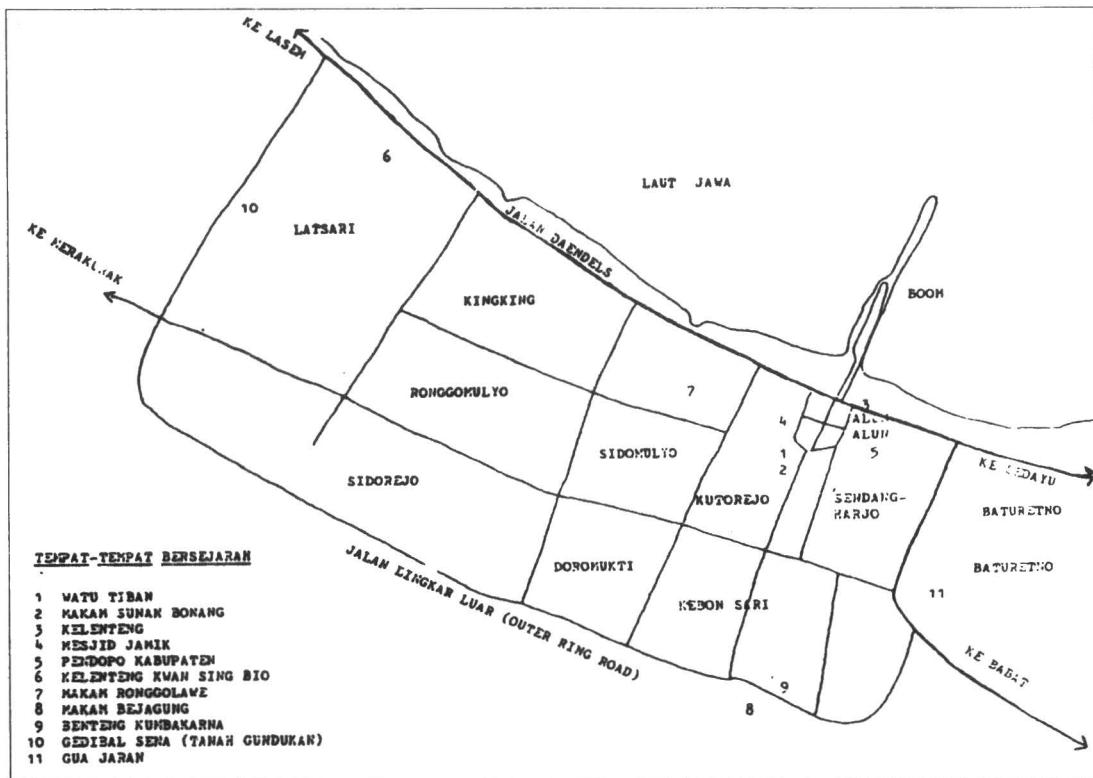 KE LASEM
6
LAUT JAWA
10
LATSARI
JALAN DAENDELS
KE MERAKURAK
KINGKING
BOOM
7
3
RONGGOMULYO
4
ALUN
ALUN
1
5
SIDOMULYO
2
KE SEDAYU
SIDOREJO
KUTOREJO
SENDANG-
HARJO
BATURETNO
TEMPAT-TEMPAT BERSEJARAH
JALAN LINGKAR LUAR (OUTER RING ROAD)
DOROMUKTI
BATURETNO
KEBON SARI
11
1 WATU TIBAN
2 MAKAM SUNAN BONANG
3 KELENTENG
4 MESJID JAMIK
5 PENDOPO KABUPATEN
6 KELENTENG KWAN SING BIO
7 MAKAM RONGGOLAWE
8 MAKAM BEJAGUNG
9 BENTENG KUMBAKARNA
10 GEDIBAL SENA (TANAH GUNDUKAN)
11 GUA JARAN
KE BABAT
9
8